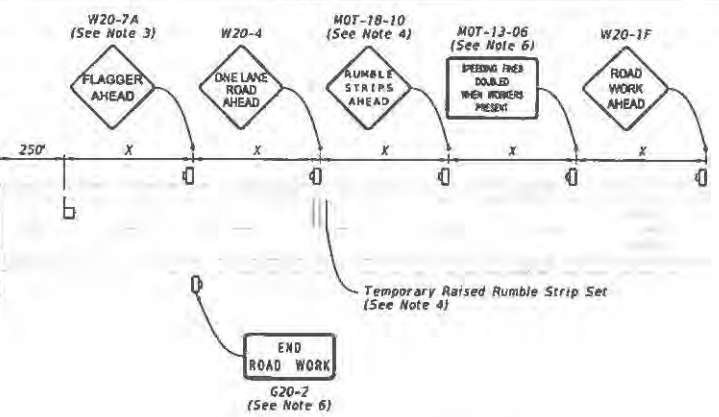 W20-7A
(See Note 3)
W20-4
MOT-18-10
(See Note 4)
MOT-13-06
(See Note 6)
W20-1F
FLAGGER
AHEAD
ONE LANE
ROAD
AHEAD
RUMBLE
STRIPS
AHEAD
SPEEDING FINES
DOUBLED
WHEN WORKERS
PRESENT
ROAD
WORK
AHEAD
250'
X
X
X
X
X
Temporary Raised Rumble Strip Set
(See Note 4)
END
ROAD WORK
G20-2
(See Note 6)